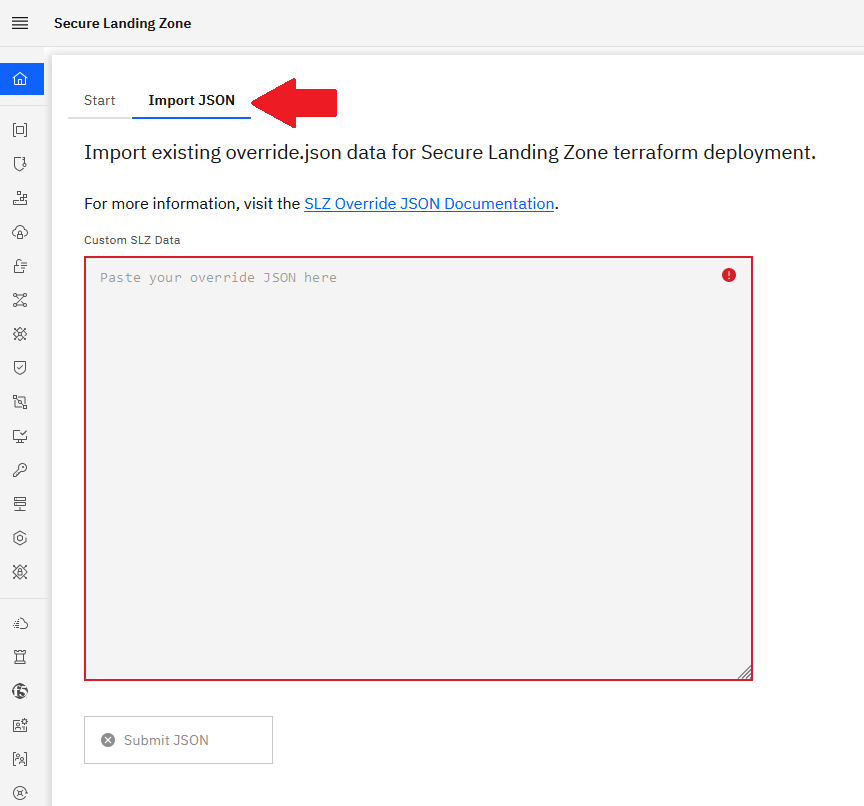 Secure Landing Zone
Start
Import JSON
Import existing override.json data for Secure Landing Zone terraform deployment.
For more information, visit the SLZ Override JSON Documentation.
Custom SLZ Data
Paste your override JSON here
Submit JSON
f5